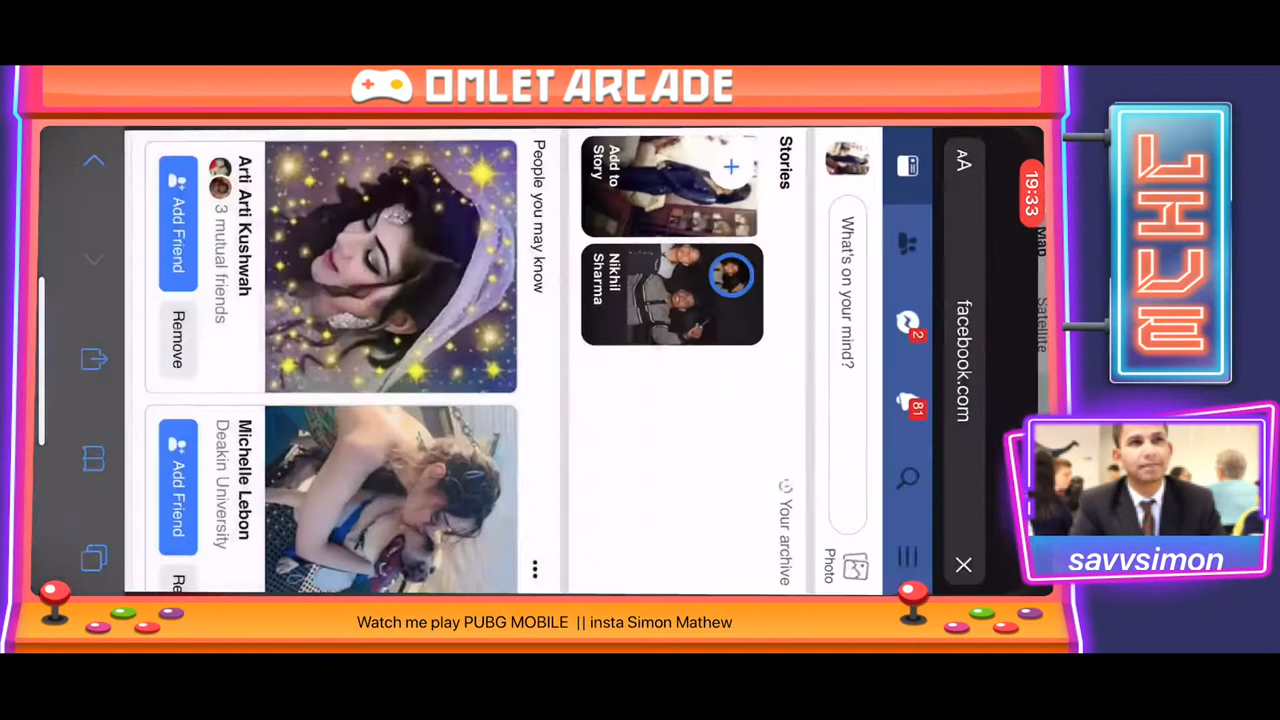 OMLET ARCADE
19:33
Satellite
AA
facebook.com
2
81
What's on your mind?
Photo
Stories
Your archive
Add to
Story
Nikhil
Sharma
People you may know
Arti Arti Kushwah
3 mutual friends
Add Friend
Remove
Michelle Lebon
Deakin University
Add Friend
Re
savvsimon
Watch me play PUBG MOBILE || insta Simon Mathew